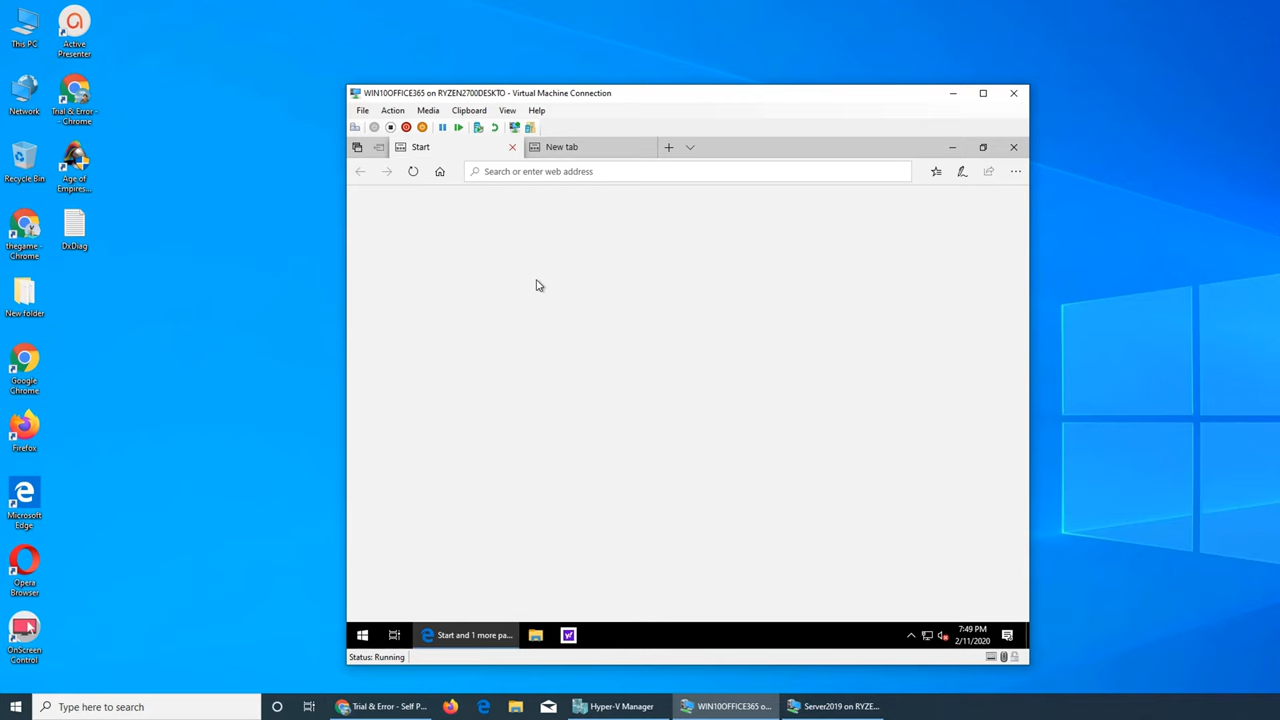 This PC
Active
Presenter
Network
Trial & Error -
- Chrome
Recycle Bin
Age of
Empires...
thegame -
Chrome
DxDiag
New folder
Google
Chrome
Firefox
Microsoft
Edge
Opera
Browser
OnScreen
Control
WIN10OFFICE365 on RYZEN2700DESKTO - Virtual Machine Connection
File Action Media Clipboard View Help
Start
New tab
Search or enter web address
Start and 1 more pa...
7:49 PM
2/11/2020
Status: Running
Type here to search
Trial & Error - Self P...
Hyper-V Manager
WIN10OFFICE365 o...
Server2019 on RYZE...